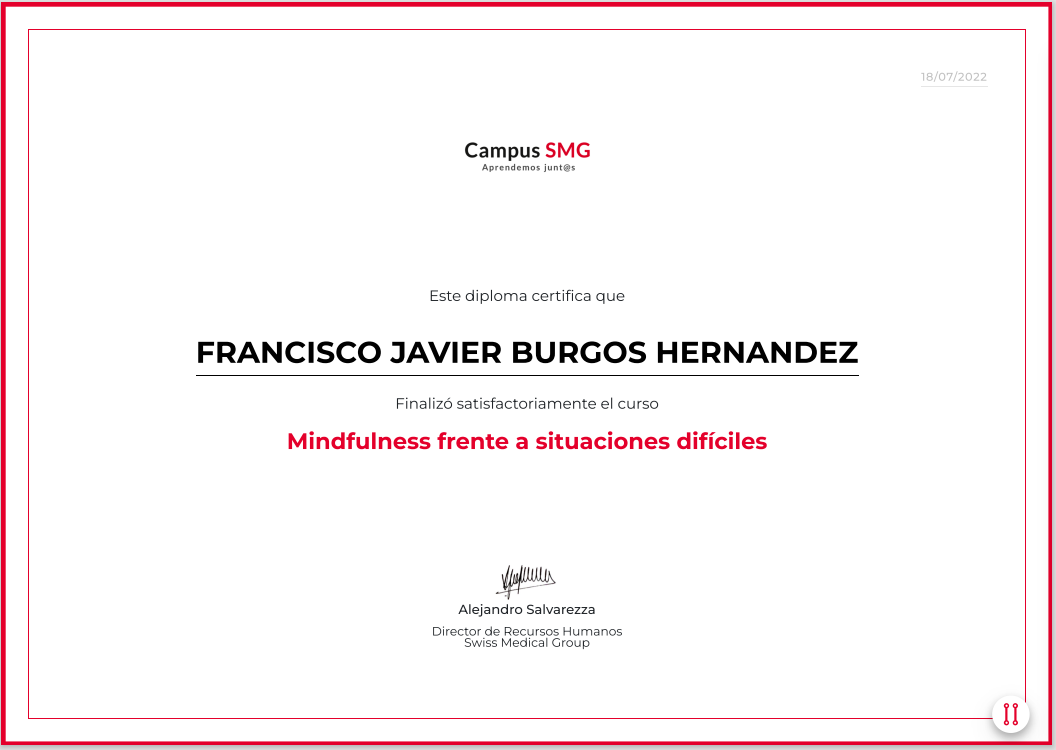 18/07/2022
Campus SMG
Aprendemos junt@s
Este diploma certifica que
FRANCISCO JAVIER BURGOS HERNANDEZ
Finalizó satisfactoriamente el curso
Mindfulness frente a situaciones difíciles
Alejandro Salvarezza
Director de Recursos Humanos
Swiss Medical Group